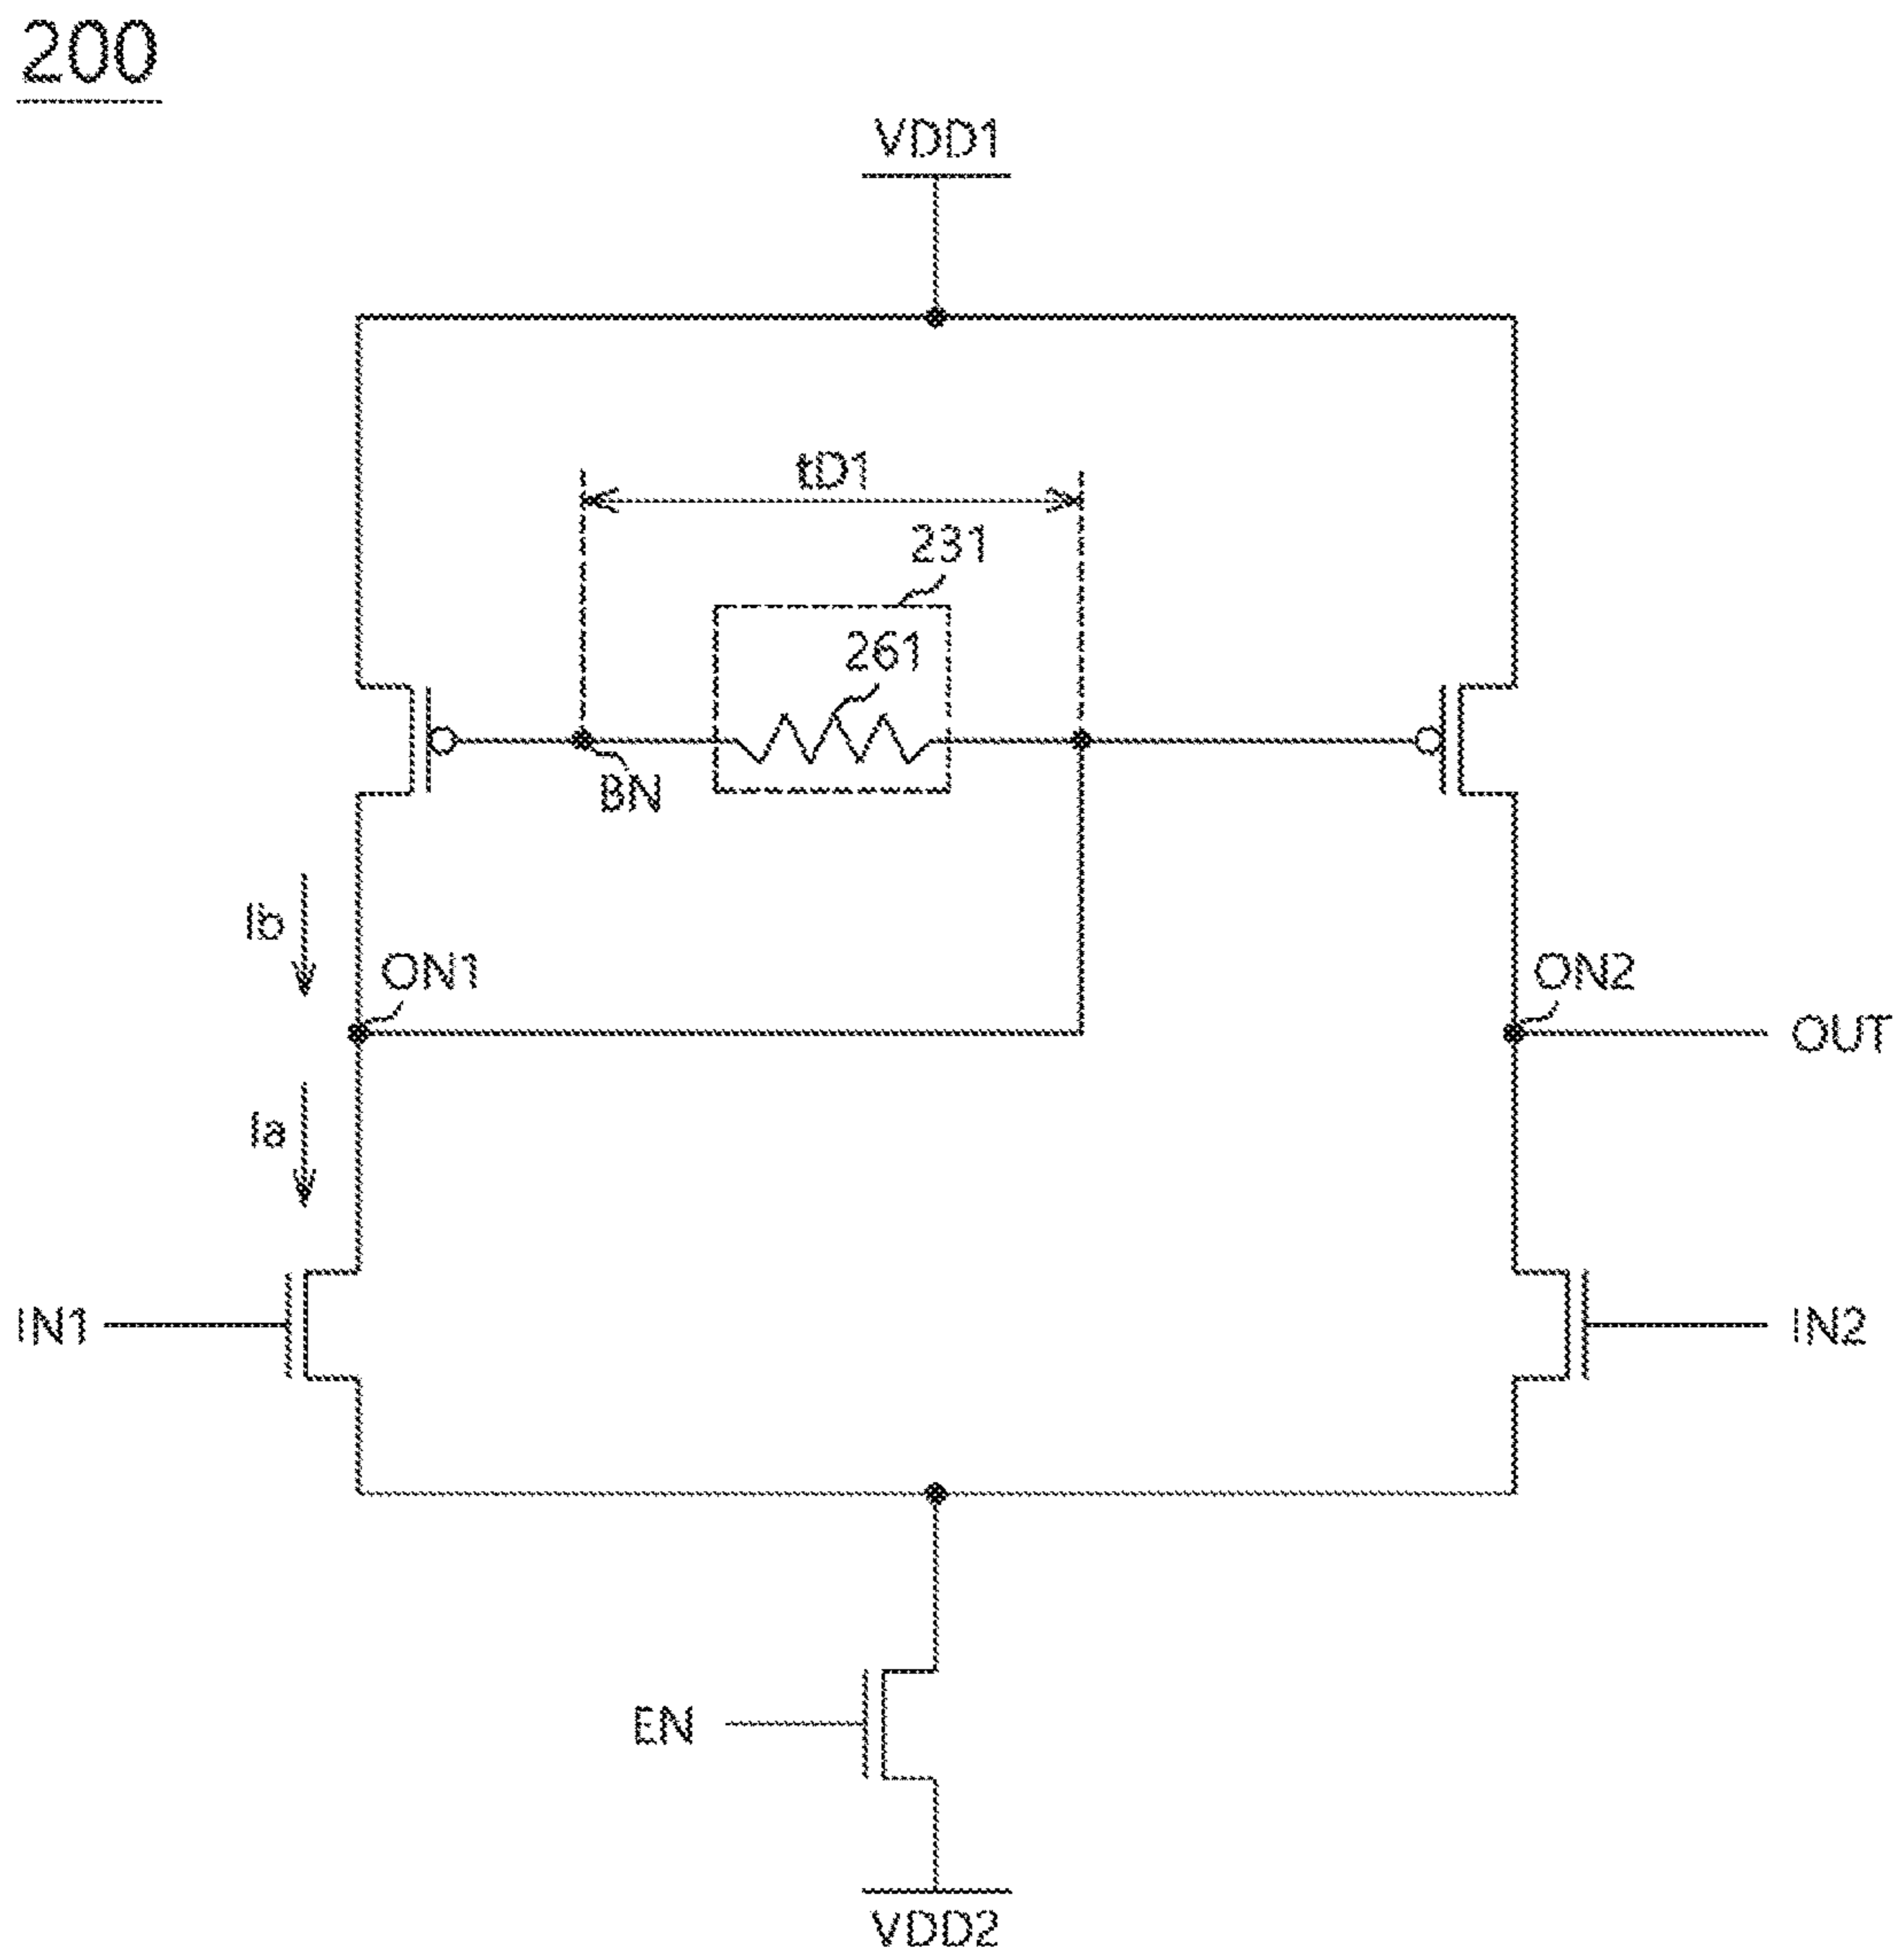 200
VDD1
tD1
231
261
BN
Ib
ON1
ON2
OUT
Ia
IN1
IN2
EN
VDD2